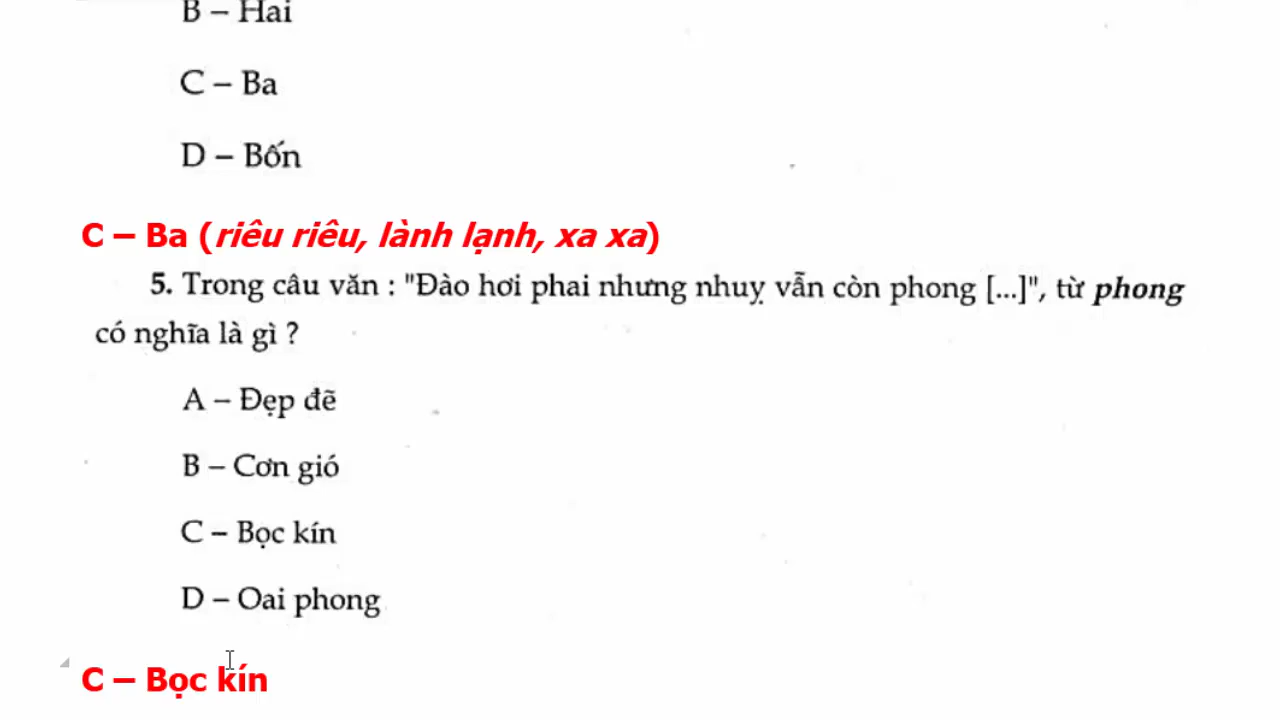 B – Hai
C – Ba
D – Bốn
C – Ba (riêu riêu, lành lạnh, xa xa)
5. Trong câu văn : "Đào hơi phai nhưng nhuỵ vẫn còn phong [...]", từ phong
có nghĩa là gì ?
A – Đẹp đẽ
B – Cơn gió
C – Bọc kín
D – Oai phong
C – Bọc kín